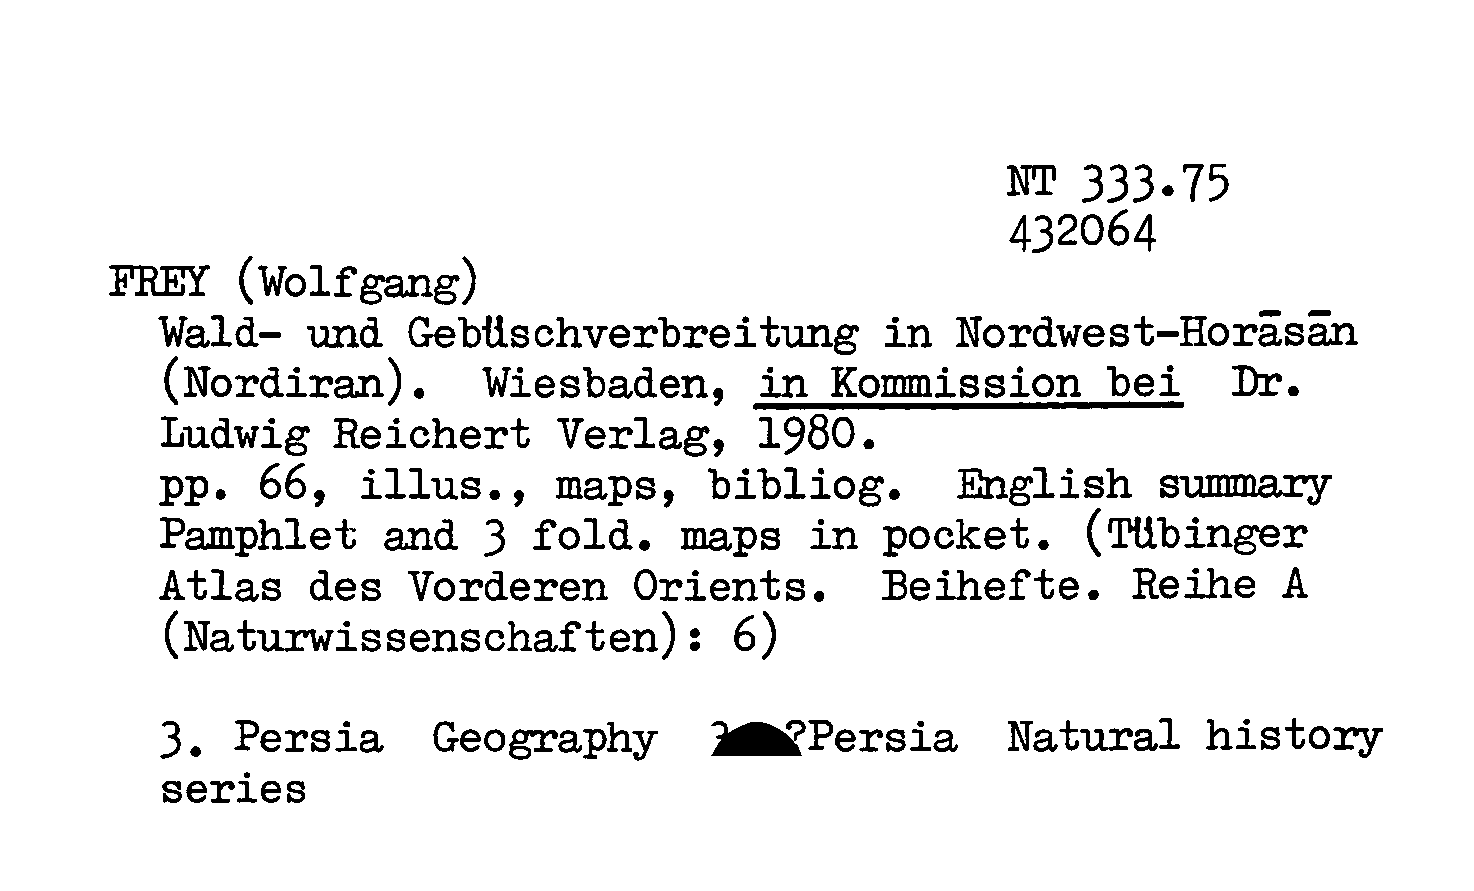 NT 333.75
432064
FREY (Wolfgang)
Wald- und Gebüschverbreitung in Nordwest-Horāsān
(Nordiran). Wiesbaden, in Kommission bei Dr.
Ludwig Reichert Verlag, 1980.
pp. 66, illus., maps, bibliog. English summary
Pamphlet and 3 fold. maps in pocket. (Tübinger
Atlas des Vorderen Orients. Beihefte. Reihe A
(Naturwissenschaften): 6)
3. Persia Geography Persia Natural history
series